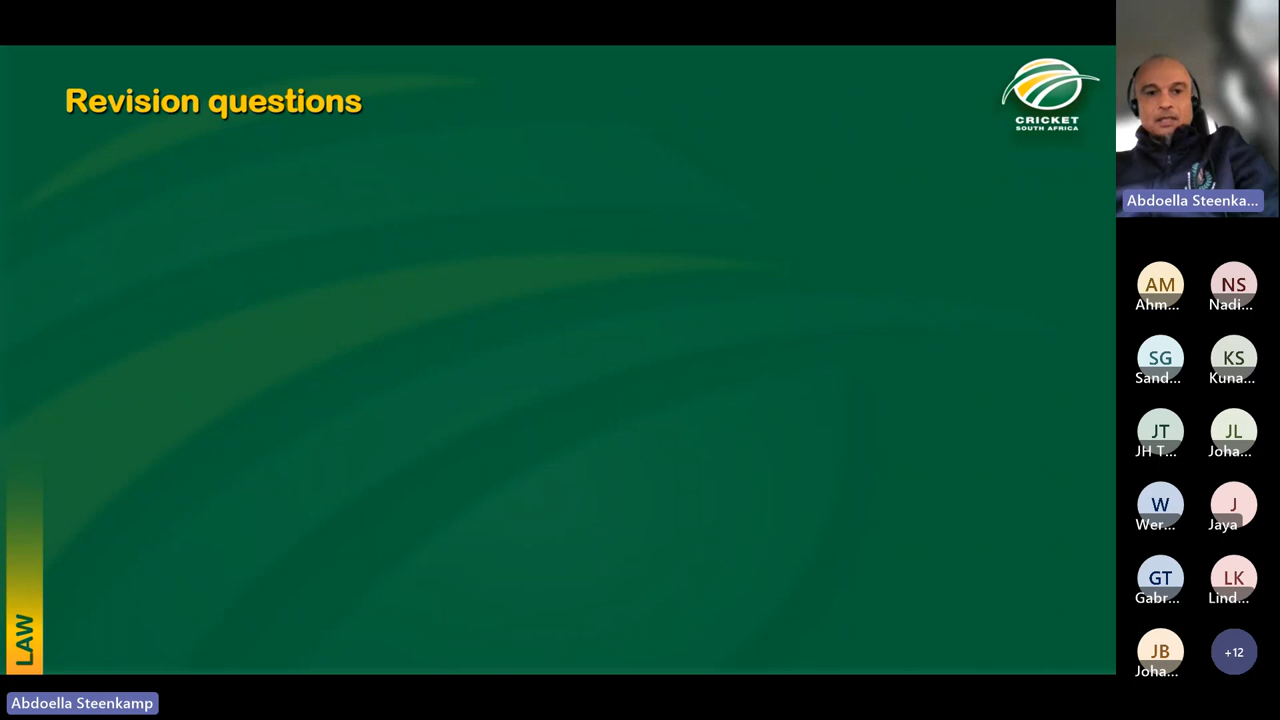 Revision questions
CRICKET
SOUTH AFRICA
LAW
Abdoella Steenkamp
Abdoella Steenka...
AM
Ahm...
NS
Nadi...
SG
Sand...
KS
Kuna...
JT
JH T...
JL
Joha...
W
Wer...
J
Jaya
GT
Gabr...
LK
Lind...
JB
Joha...
+12